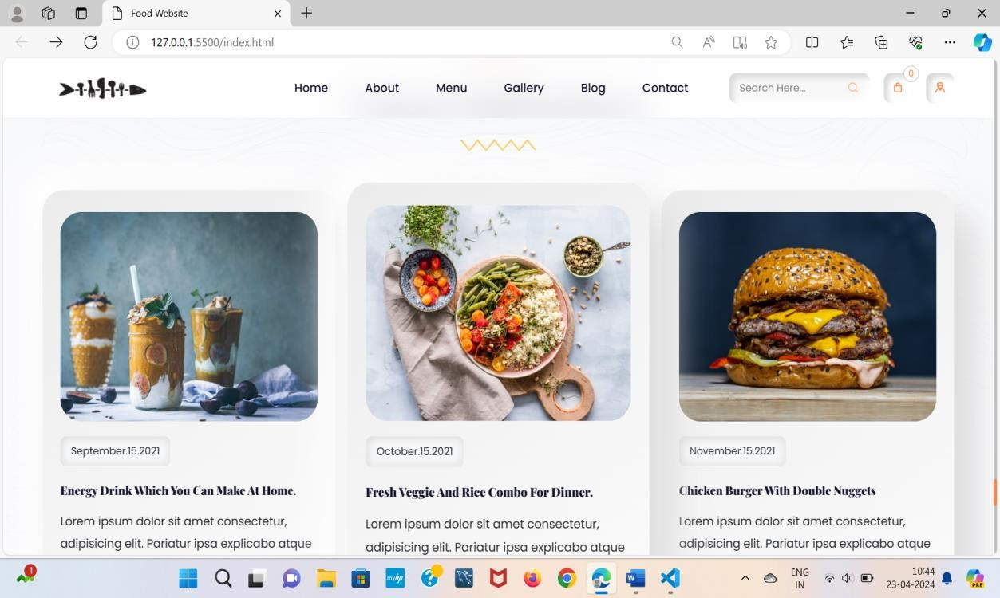 Food Website
127.0.0.1:5500/index.html
Home About Menu Gallery Blog Contact Search Here... 0
September.15.2021
October.15.2021
November.15.2021
Energy Drink Which You Can Make At Home.
Fresh Veggie And Rice Combo For Dinner.
Chicken Burger With Double Nuggets
Lorem ipsum dolor sit amet consectetur,
adipisicing elit. Pariatur ipsa explicabo atque
Lorem ipsum dolor sit amet consectetur,
adipisicing elit. Pariatur ipsa explicabo atque
Lorem ipsum dolor sit amet consectetur,
adipisicing elit. Pariatur ipsa explicabo atque
1
myhp
ENG
IN
10:44
23-04-2024
PRE